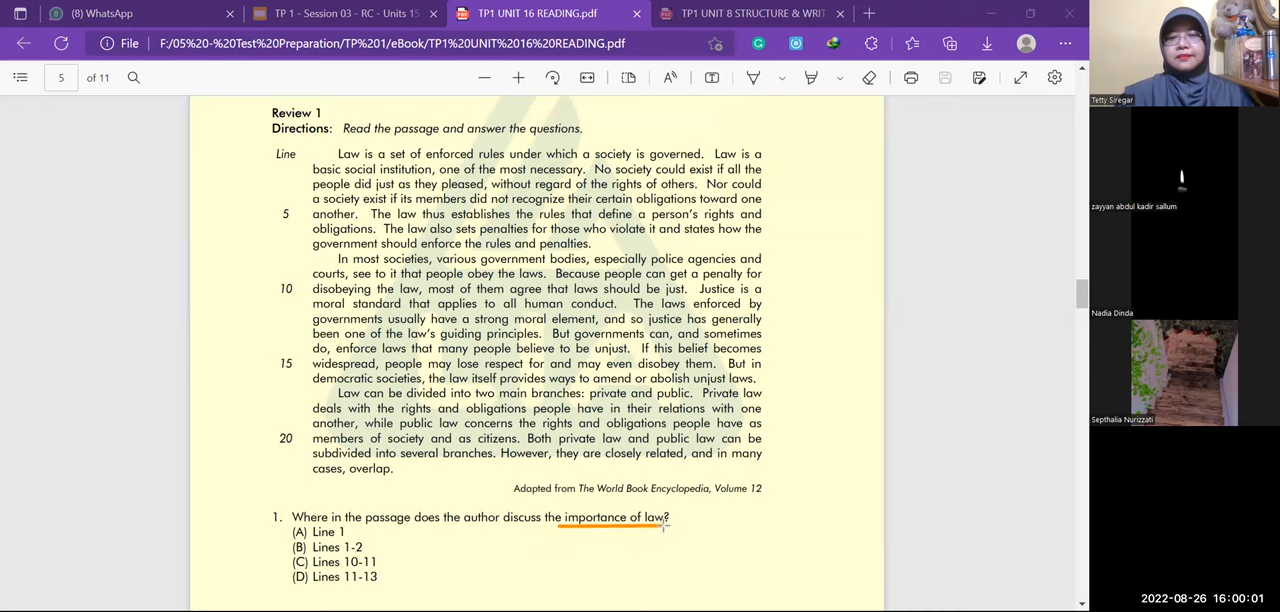 (8) WhatsApp
TP 1 - Session 03 - RC - Units 15
TP1 UNIT 16 READING.pdf
TP1 UNIT 8 STRUCTURE & WRIT
File
F:/05%20-%20Test%20Preparation/TP%201/eBook/TP1%20UNIT%2016%20READING.pdf
5 of 11
Review 1
Directions: Read the passage and answer the questions.
Line Law is a set of enforced rules under which a society is governed. Law is a
basic social institution, one of the most necessary. No society could exist if all the
people did just as they pleased, without regard of the rights of others. Nor could
a society exist if its members did not recognize their certain obligations toward one
5 another. The law thus establishes the rules that define a person's rights and
obligations. The law also sets penalties for those who violate it and states how the
government should enforce the rules and penalties.
In most societies, various government bodies, especially police agencies and
courts, see to it that people obey the laws. Because people can get a penalty for
10 disobeying the law, most of them agree that laws should be just. Justice is a
moral standard that applies to all human conduct. The laws enforced by
governments usually have a strong moral element, and so justice has generally
been one of the law's guiding principles. But governments can, and sometimes
do, enforce laws that many people believe to be unjust. If this belief becomes
15 widespread, people may lose respect for and may even disobey them. But in
democratic societies, the law itself provides ways to amend or abolish unjust laws.
Law can be divided into two main branches: private and public. Private law
deals with the rights and obligations people have in their relations with one
another, while public law concerns the rights and obligations people have as
20 members of society and as citizens. Both private law and public law can be
subdivided into several branches. However, they are closely related, and in many
cases, overlap.
Adapted from The World Book Encyclopedia, Volume 12
1. Where in the passage does the author discuss the importance of law?
(A) Line 1
(B) Lines 1-2
(C) Lines 10-11
(D) Lines 11-13
Tetty Siregar
zayyan abdul kadir sallum
Nadia Dinda
Septhalia Nurizzati
2022-08-26 16:00:01